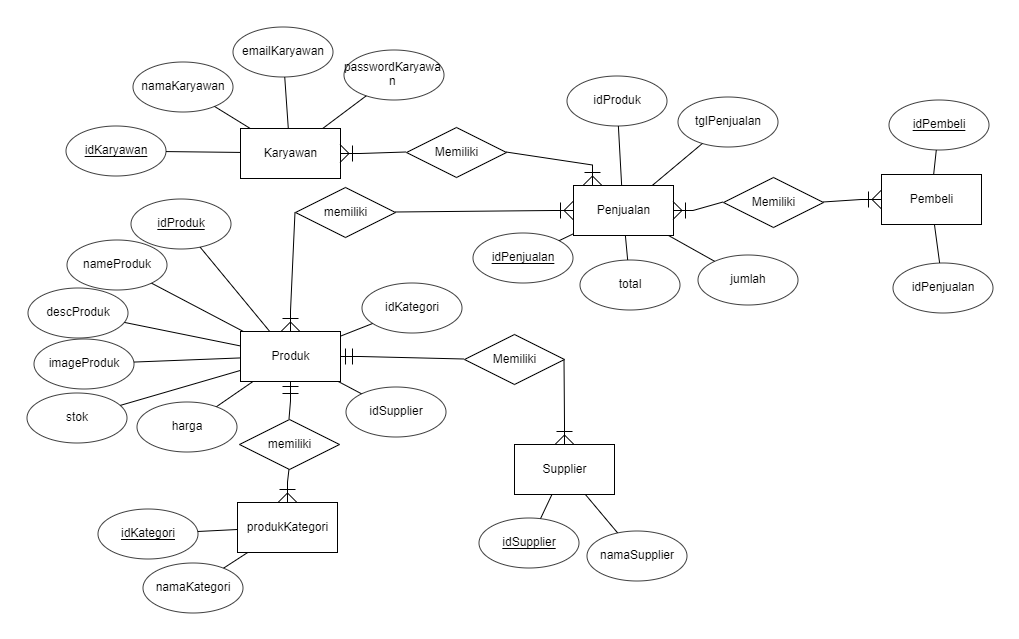 emailKaryawan
passwordKaryawa
n
namaKaryawan
idKaryawan
Karyawan
Memiliki
idProduk
tglPenjualan
idPembeli
Penjualan
Memiliki
Pembeli
memiliki
idProduk
idPenjualan
total
jumlah
idPenjualan
nameProduk
descProduk
imageProduk
stok
harga
Produk
idKategori
Memiliki
idSupplier
memiliki
Supplier
produkKategori
idKategori
namaKategori
idSupplier
namaSupplier